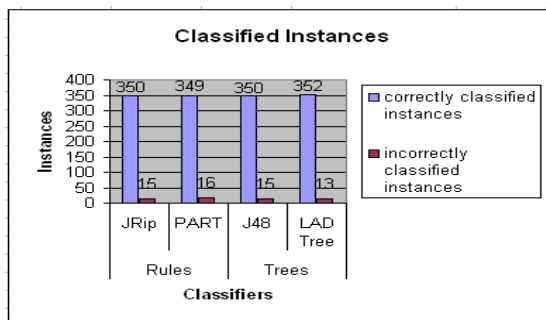 Classified Instances
Instances
400
350
300
250
200
150
100
50
0
350 349 350 352
15 16 15 13
JRip PART J48 LAD
Tree
Rules Trees
Classifiers
correctly classified
instances
incorrectly
classified
instances